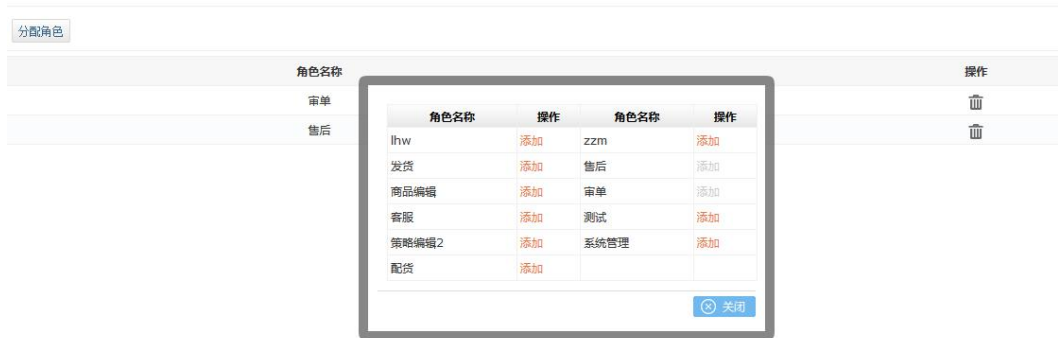 分配角色
角色名称 操作
审单
售后
角色名称 操作 角色名称 操作
lhw 添加 zzm 添加
发货 添加 售后 添加
商品编辑 添加 审单 添加
客服 添加 测试 添加
策略编辑2 添加 系统管理 添加
配货 添加
关闭